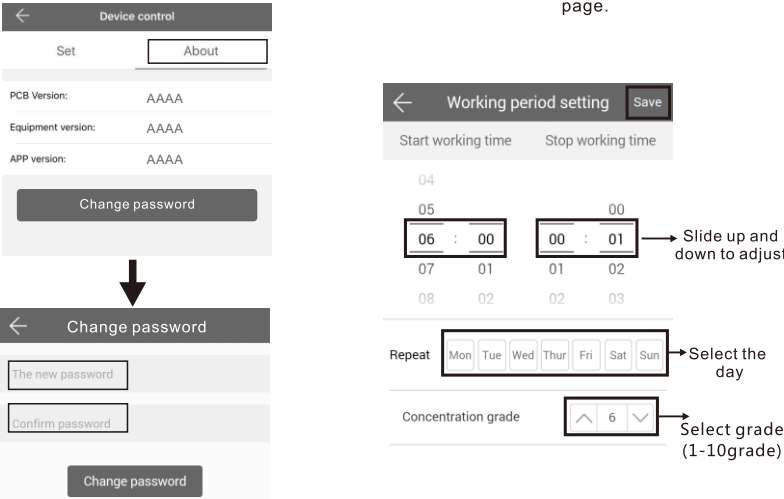 Device control
Set About
PCB Version: AAAA
Equipment version: AAAA
APP version: AAAA
Change password
Change password
The new password
Confirm password
Change password
page.
Working period setting Save
Start working time Stop working time
04
05 00
06 : 00 00 : 01
07 01 01 02
08 02 02 03
Slide up and
down to adjust
Repeat Mon Tue Wed Thur Fri Sat Sun
Select the
day
Concentration grade 6
Select grade
(1-10grade)